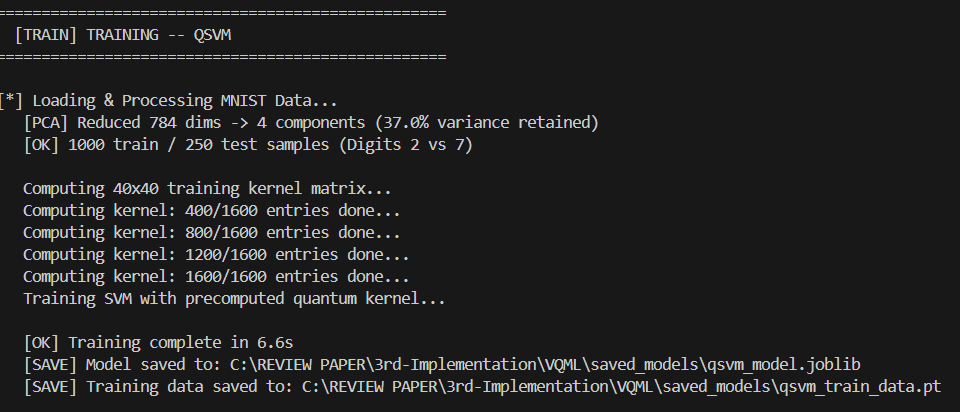 ==================================================
[TRAIN] TRAINING -- QSVM
==================================================
[*] Loading & Processing MNIST Data...
[PCA] Reduced 784 dims -> 4 components (37.0% variance retained)
[OK] 1000 train / 250 test samples (Digits 2 vs 7)
Computing 40x40 training kernel matrix...
Computing kernel: 400/1600 entries done...
Computing kernel: 800/1600 entries done...
Computing kernel: 1200/1600 entries done...
Computing kernel: 1600/1600 entries done...
Training SVM with precomputed quantum kernel...
[OK] Training complete in 6.6s
[SAVE] Model saved to: C:\REVIEW PAPER\3rd-Implementation\VQML\saved_models\qsvm_model.joblib
[SAVE] Training data saved to: C:\REVIEW PAPER\3rd-Implementation\VQML\saved_models\qsvm_train_data.pt